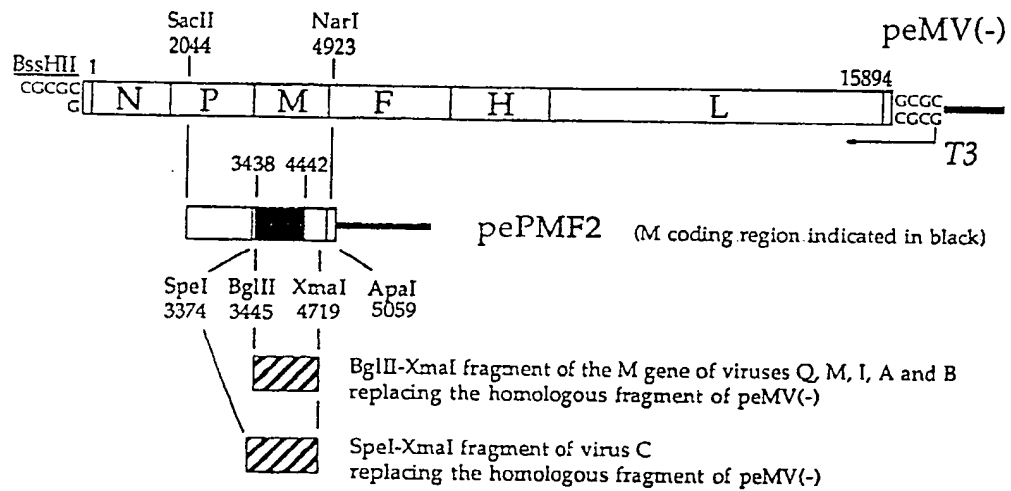 SacII NarI peMV(-)
2044 4923
BssHII 1 15894
CGCGC N P M F H L GCGC
G CGCG
T3
3438 4442
pePMF2 (M coding region indicated in black)
SpeI BglII XmaI ApaI
3374 3445 4719 5059
BglII-XmaI fragment of the M gene of viruses Q, M, I, A and B
replacing the homologous fragment of peMV(-)
SpeI-XmaI fragment of virus C
replacing the homologous fragment of peMV(-)